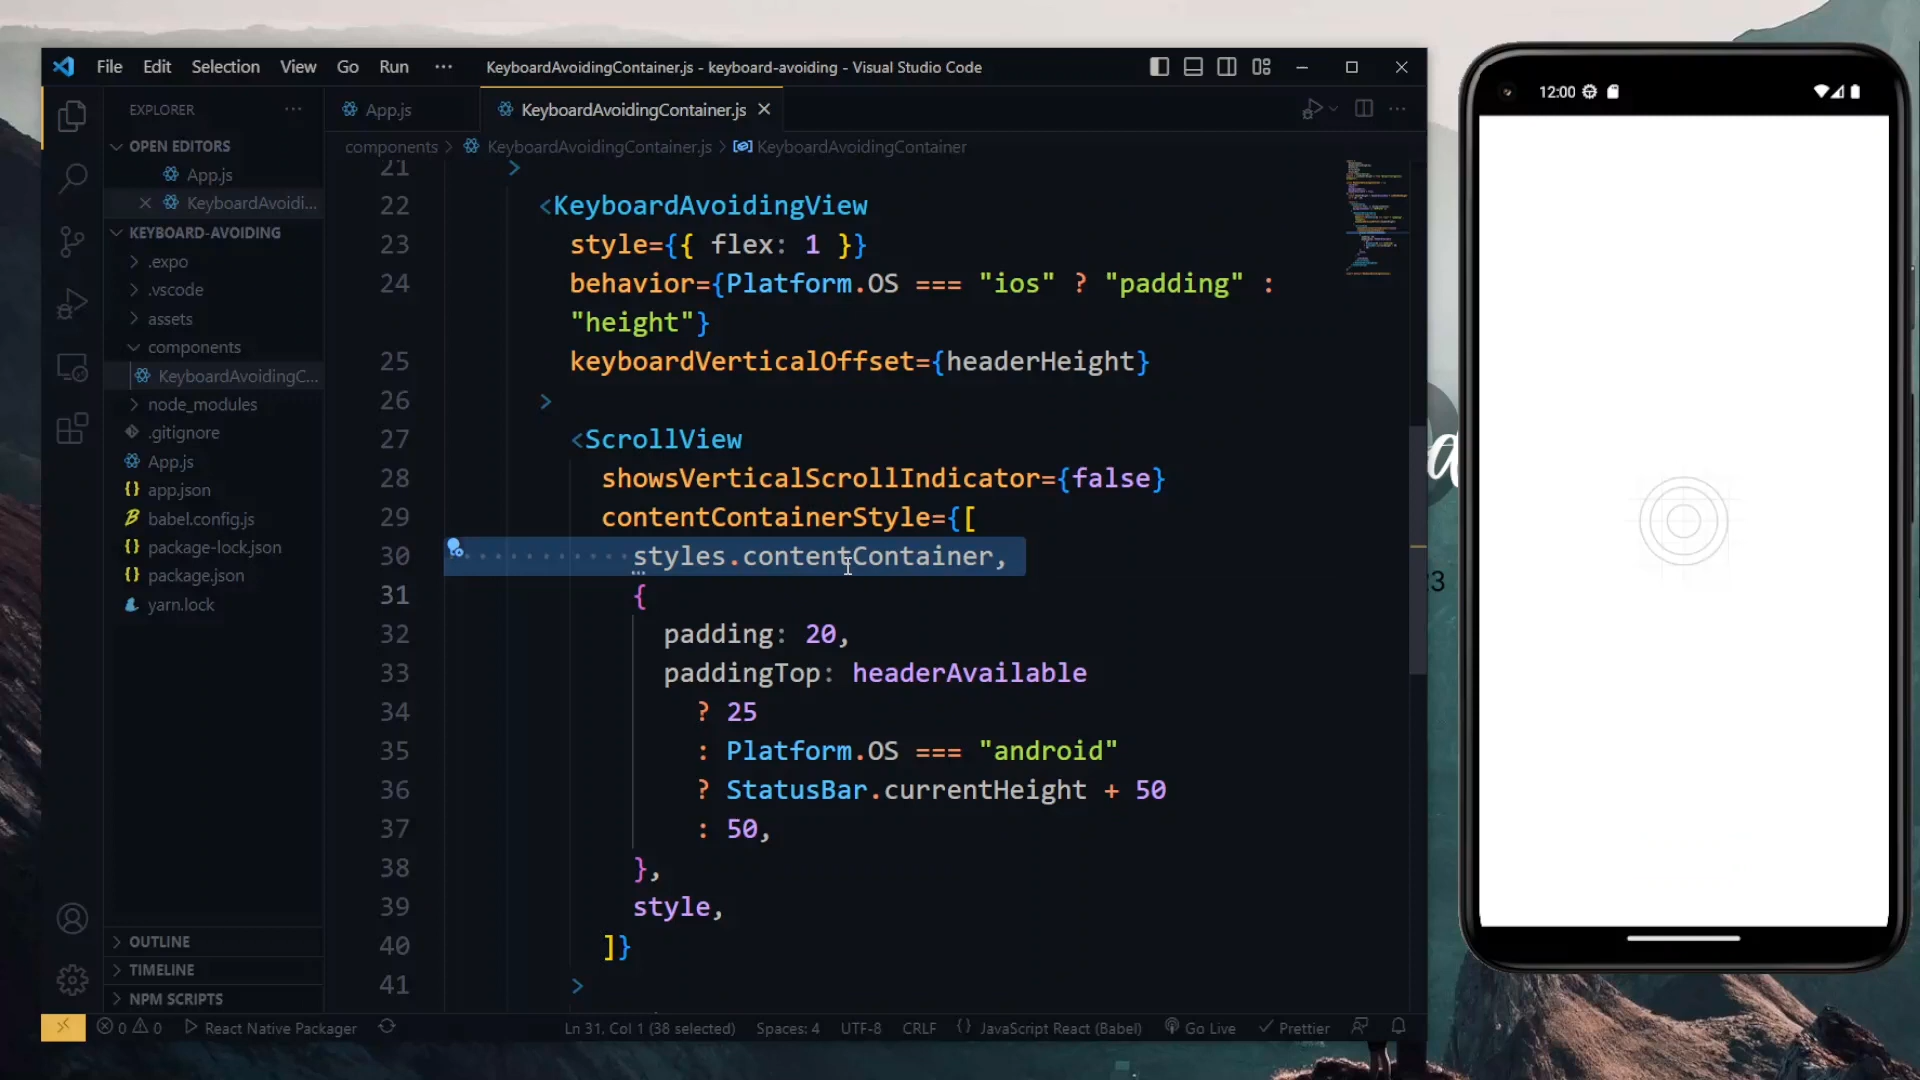 File Edit Selection View Go Run ··· KeyboardAvoidingContainer.js - keyboard-avoiding - Visual Studio Code
12:00
EXPLORER ···
App.js KeyboardAvoidingContainer.js
OPEN EDITORS
App.js
KeyboardAvoidi...
KEYBOARD-AVOIDING
.expo
.vscode
assets
components
KeyboardAvoidingC...
node_modules
.gitignore
App.js
app.json
babel.config.js
package-lock.json
package.json
yarn.lock
OUTLINE
TIMELINE
NPM SCRIPTS
components > KeyboardAvoidingContainer.js > KeyboardAvoidingContainer
21 >
22 <KeyboardAvoidingView
23 style={{ flex: 1 }}
24 behavior={Platform.OS === "ios" ? "padding" :
"height"}
25 keyboardVerticalOffset={headerHeight}
26 >
27 <ScrollView
28 showsVerticalScrollIndicator={false}
29 contentContainerStyle={[
30 styles.contentContainer,
31 {
32 padding: 20,
33 paddingTop: headerAvailable
34 ? 25
35 : Platform.OS === "android"
36 ? StatusBar.currentHeight + 50
37 : 50,
38 },
39 style,
40 ]}
41 >
0 0 React Native Packager Ln 31, Col 1 (38 selected) Spaces: 4 UTF-8 CRLF {} JavaScript React (Babel) Go Live Prettier